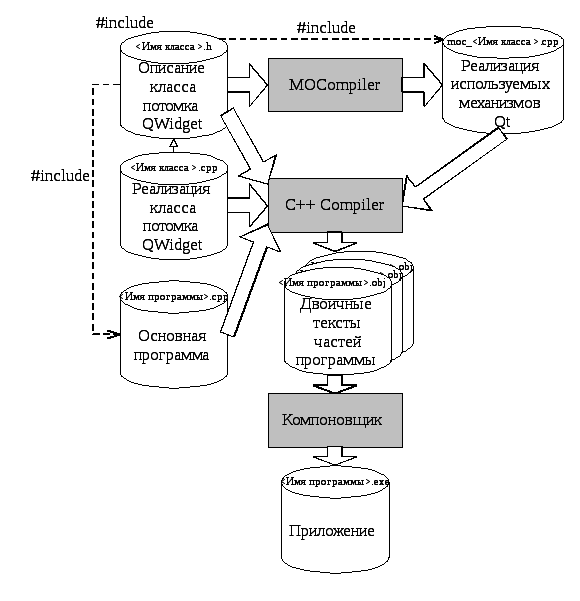 #include
#include
<Имя класса >.h
moc_<Имя класса >.cpp
Описание
класса
потомка
QWidget
MOCompiler
Реализация
используемых
механизмов
Qt
<Имя класса >.cpp
#include
Реализация
класса
потомка
QWidget
C++ Compiler
.obj
.obj
<Имя программы>.obj
<Имя программы>.cpp
Двоичные
тексты
частей
программы
Основная
программа
Компоновщик
<Имя программы >.exe
Приложение